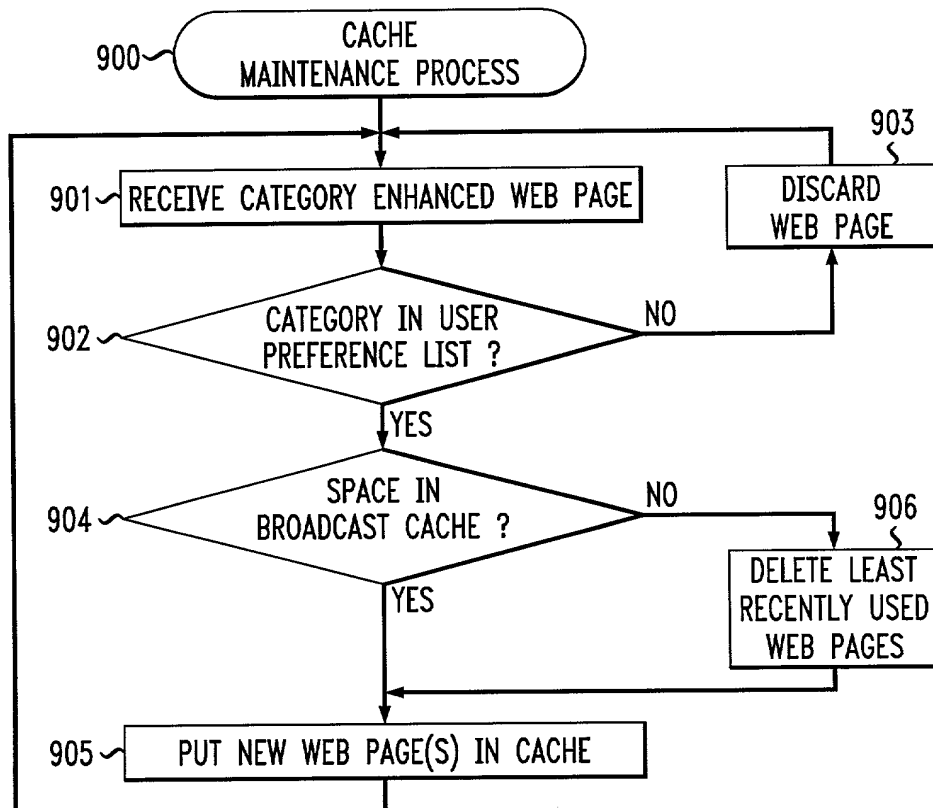 900
CACHE
MAINTENANCE PROCESS
903
901
RECEIVE CATEGORY ENHANCED WEB PAGE
DISCARD
WEB PAGE
902
CATEGORY IN USER
PREFERENCE LIST ?
NO
YES
904
SPACE IN
BROADCAST CACHE ?
NO
906
YES
DELETE LEAST
RECENTLY USED
WEB PAGES
905
PUT NEW WEB PAGE(S) IN CACHE